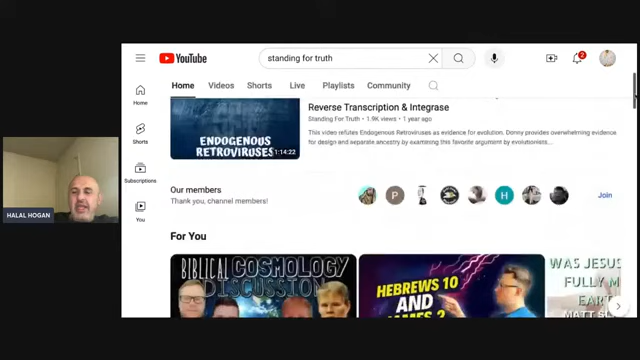 YouTube
standing for truth
2
Home Videos Shorts Live Playlists Community
Home
Shorts
Subscriptions
You
ENDOGENOUS
RETROVIRUSES
1:14:22
Reverse Transcription & Integrase
Standing For Truth • 1.9K views • 1 year ago
This video refutes Endogenous Retroviruses as evidence for evolution. Donny provides overwhelming evidence
for design and separate ancestry by examining this favorite argument by evolutionists...
Our members
Thank you, channel members!
P
H
Join
For You
BIBLICAL COSMOLOGY
DISCUSSION
HEBREWS 10
AND
JAMES 2
WAS JESUS
FULLY M
EART
MATT SL
HALAL HOGAN